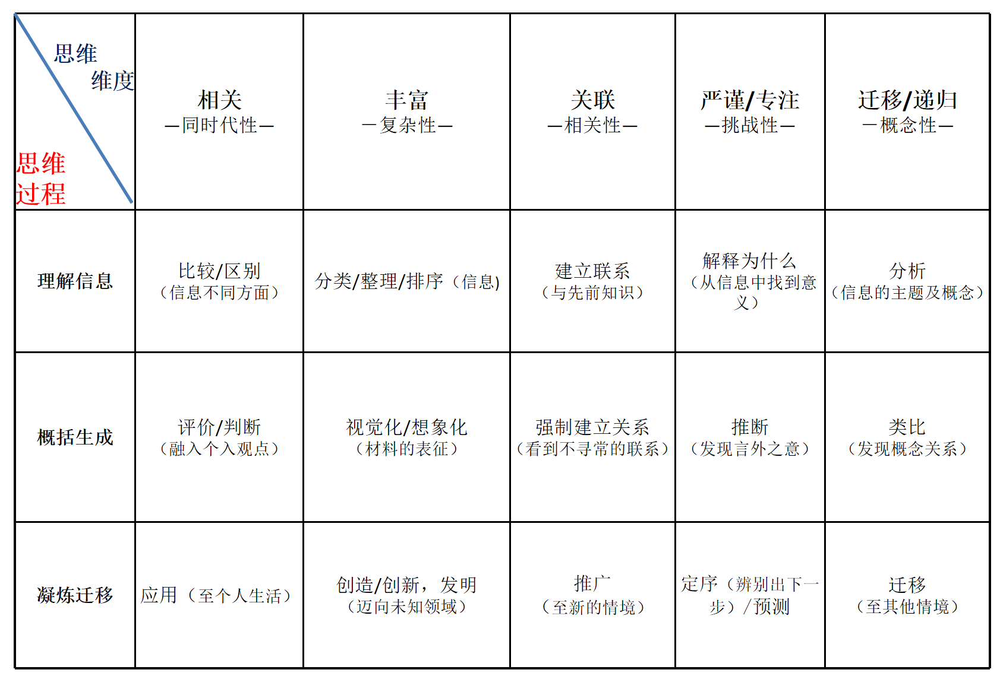 思维
维度
思维
过程
相关
—同时代性—
丰富
－复杂性—
关联
—相关性—
严谨/专注
—挑战性—
迁移/递归
－概念性—
理解信息
比较/区别
（信息不同方面）
分类/整理/排序（信息)
建立联系
（与先前知识）
解释为什么
（从信息中找到意
义）
分析
（信息的主题及概念）
概括生成
评价/判断
（融入个入观点）
视觉化/想象化
（材料的表征）
强制建立关系
（看到不寻常的联系）
推断
（发现言外之意）
类比
（发现概念关系）
凝炼迁移
应用（至个人生活）
创造/创新，发明
（迈向未知领域）
推广
（至新的情境）
定序（辨别出下一
步）/预测
迁移
（至其他情境）